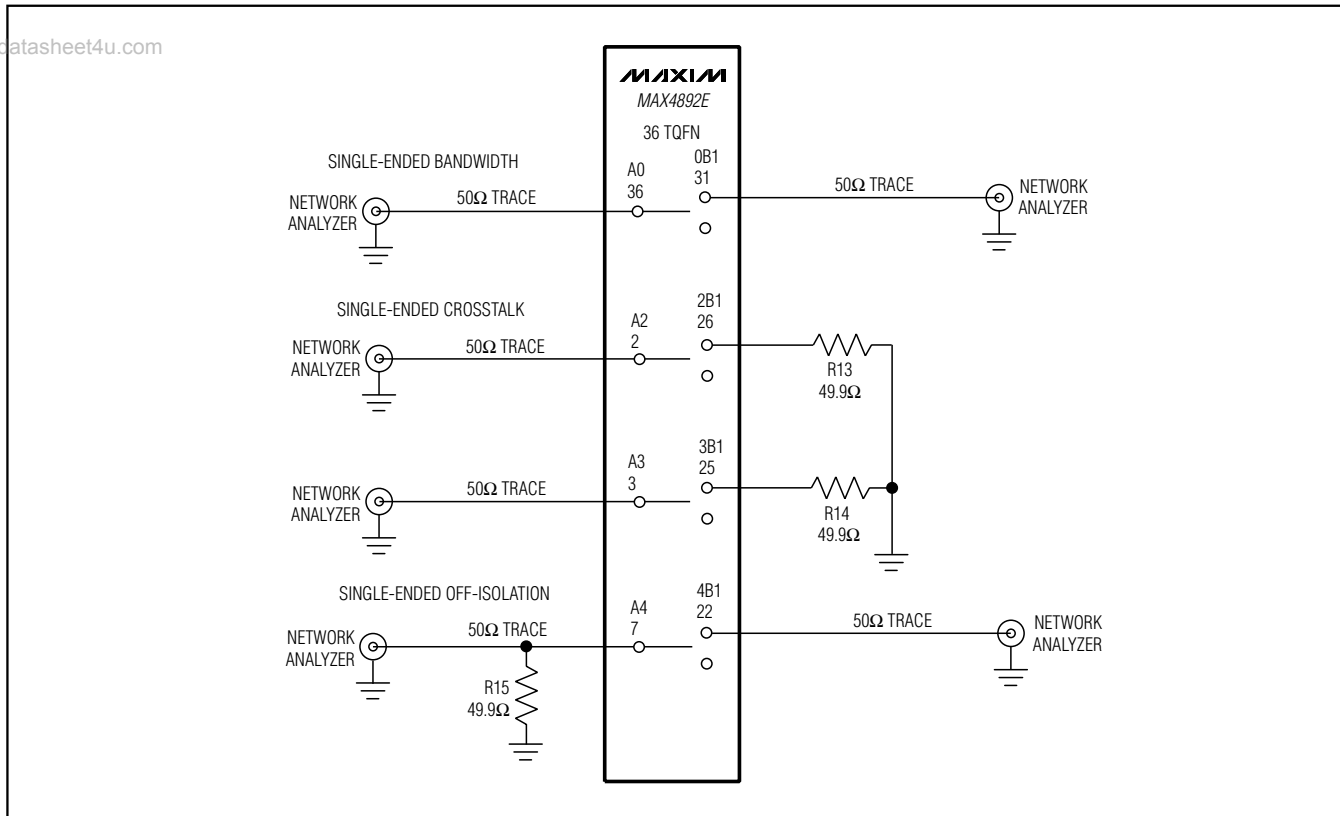 datasheet4u.com
MAXIM
MAX4892E
36 TQFN
SINGLE-ENDED BANDWIDTH
NETWORK
ANALYZER
50Ω TRACE
A0
36
0B1
31
50Ω TRACE
NETWORK
ANALYZER
SINGLE-ENDED CROSSTALK
NETWORK
ANALYZER
50Ω TRACE
A2
2
2B1
26
R13
49.9Ω
NETWORK
ANALYZER
50Ω TRACE
A3
3
3B1
25
R14
49.9Ω
SINGLE-ENDED OFF-ISOLATION
NETWORK
ANALYZER
50Ω TRACE
R15
49.9Ω
A4
7
4B1
22
50Ω TRACE
NETWORK
ANALYZER